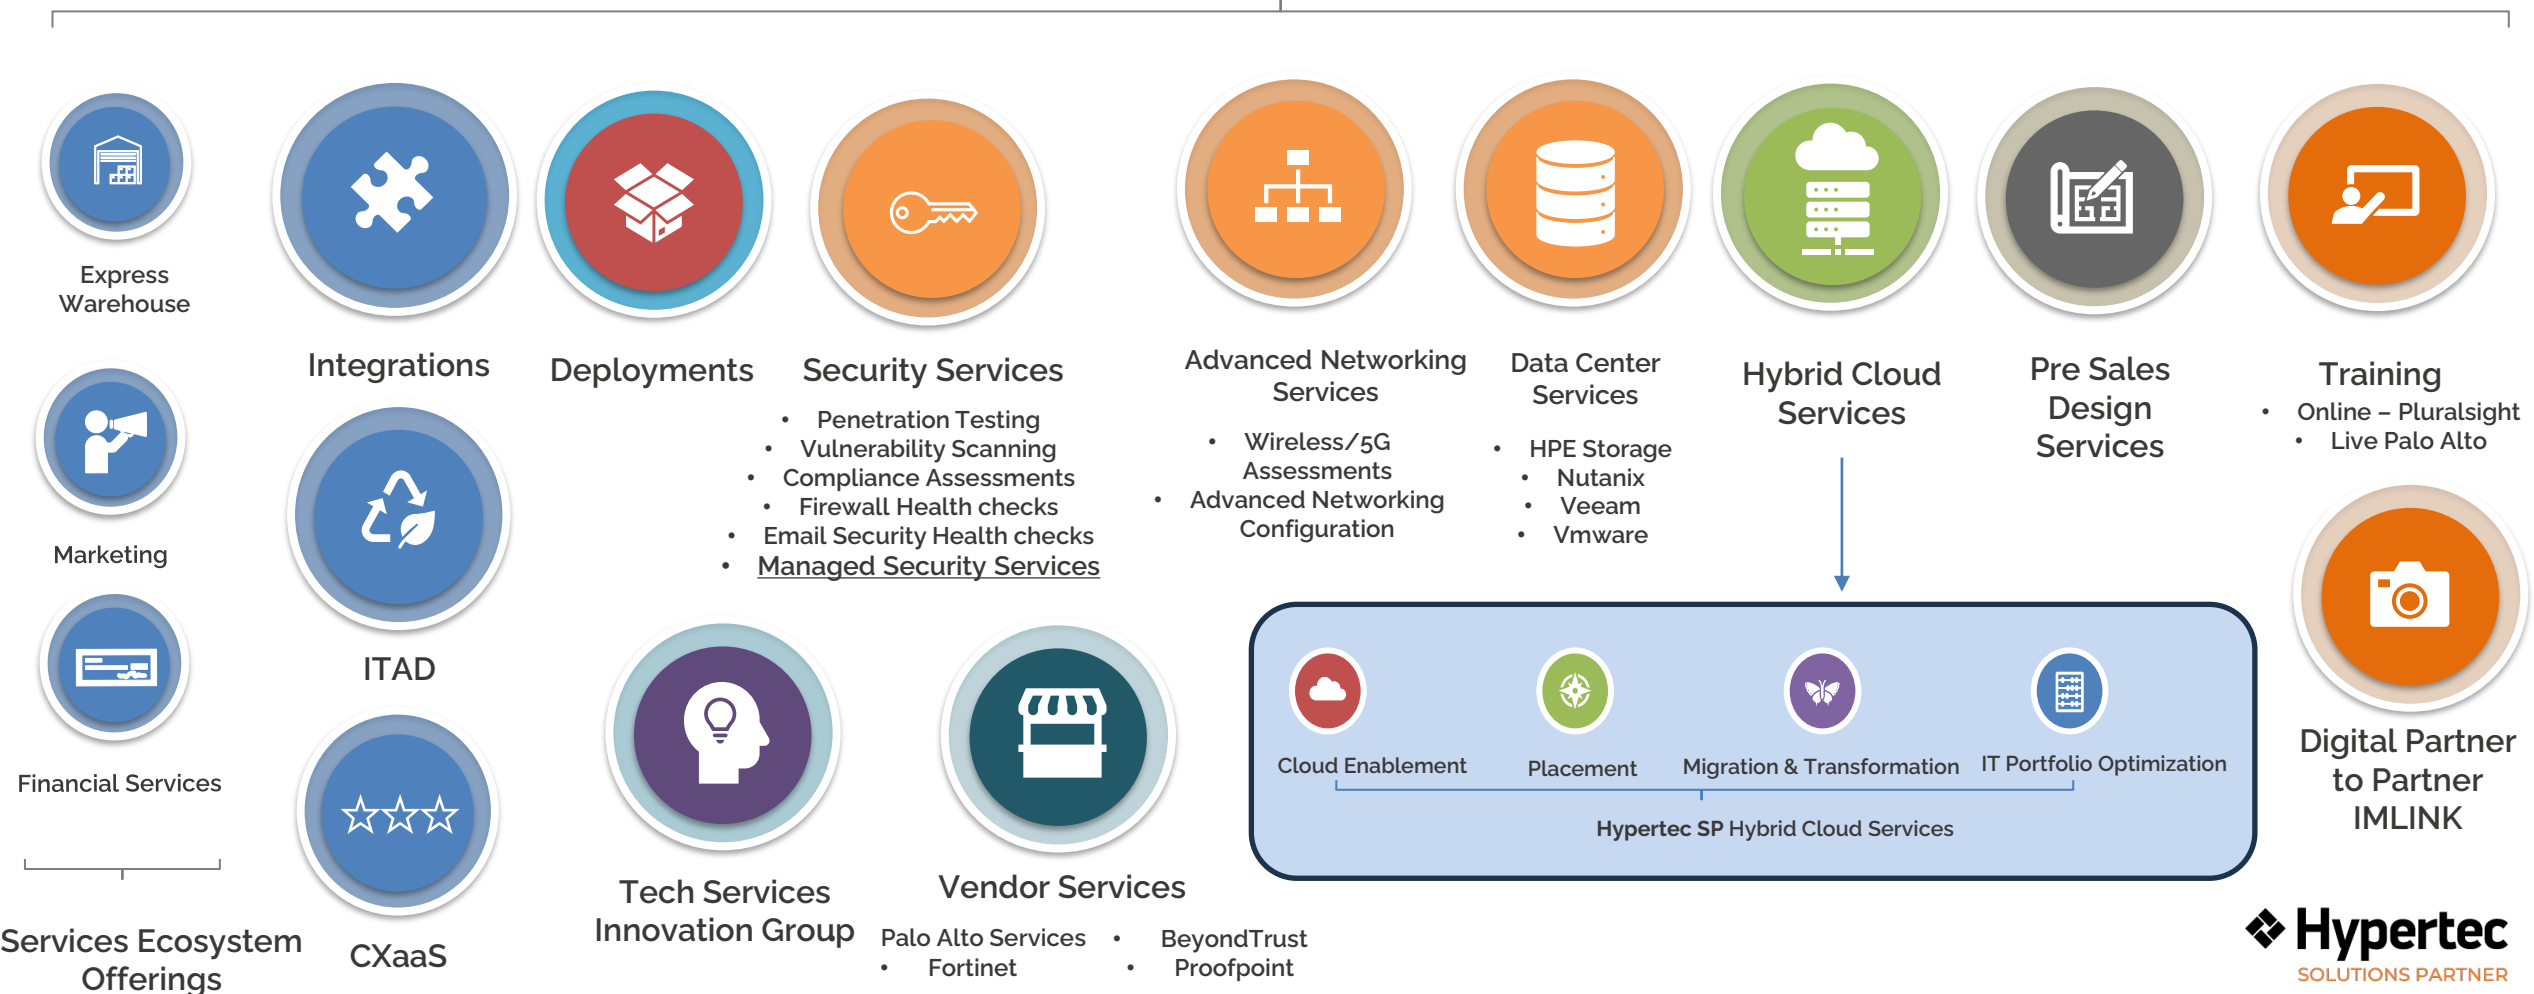 Express
Warehouse
Marketing
Financial Services
Services Ecosystem
Offerings
Integrations
ITAD
CXaaS
Deployments
Security Services
• Penetration Testing
• Vulnerability Scanning
• Compliance Assessments
• Firewall Health checks
• Email Security Health checks
• Managed Security Services
Tech Services
Innovation Group
Vendor Services
Palo Alto Services
• Fortinet
• BeyondTrust
• Proofpoint
Advanced Networking
Services
• Wireless/5G
Assessments
• Advanced Networking
Configuration
Data Center
Services
• HPE Storage
• Nutanix
• Veeam
• Vmware
Hybrid Cloud
Services
Cloud Enablement
Placement
Migration & Transformation
IT Portfolio Optimization
Hypertec SP Hybrid Cloud Services
Pre Sales
Design
Services
Training
• Online – Pluralsight
• Live Palo Alto
Digital Partner
to Partner
IMLINK
Hypertec
SOLUTIONS PARTNER